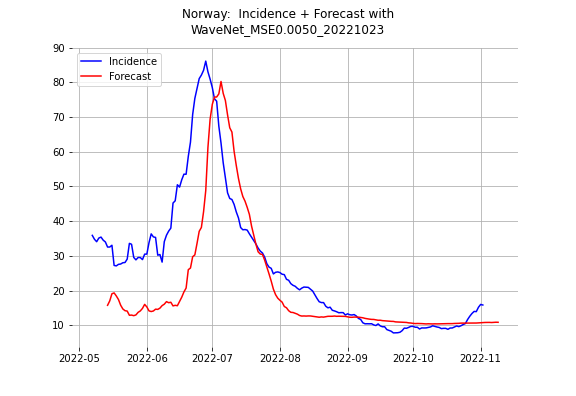 Norway:  Incidence + Forecast with
WaveNet_MSE0.0050_20221023
Incidence
Forecast
90
80
70
60
50
40
30
20
10
2022-05 2022-06 2022-07 2022-08 2022-09 2022-10 2022-11